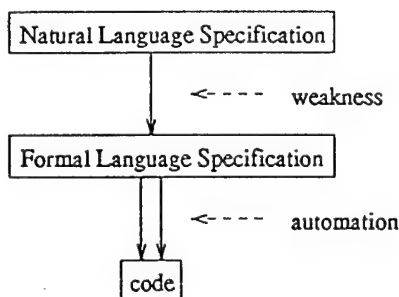 Natural Language Specification
weakness
Formal Language Specification
automation
code